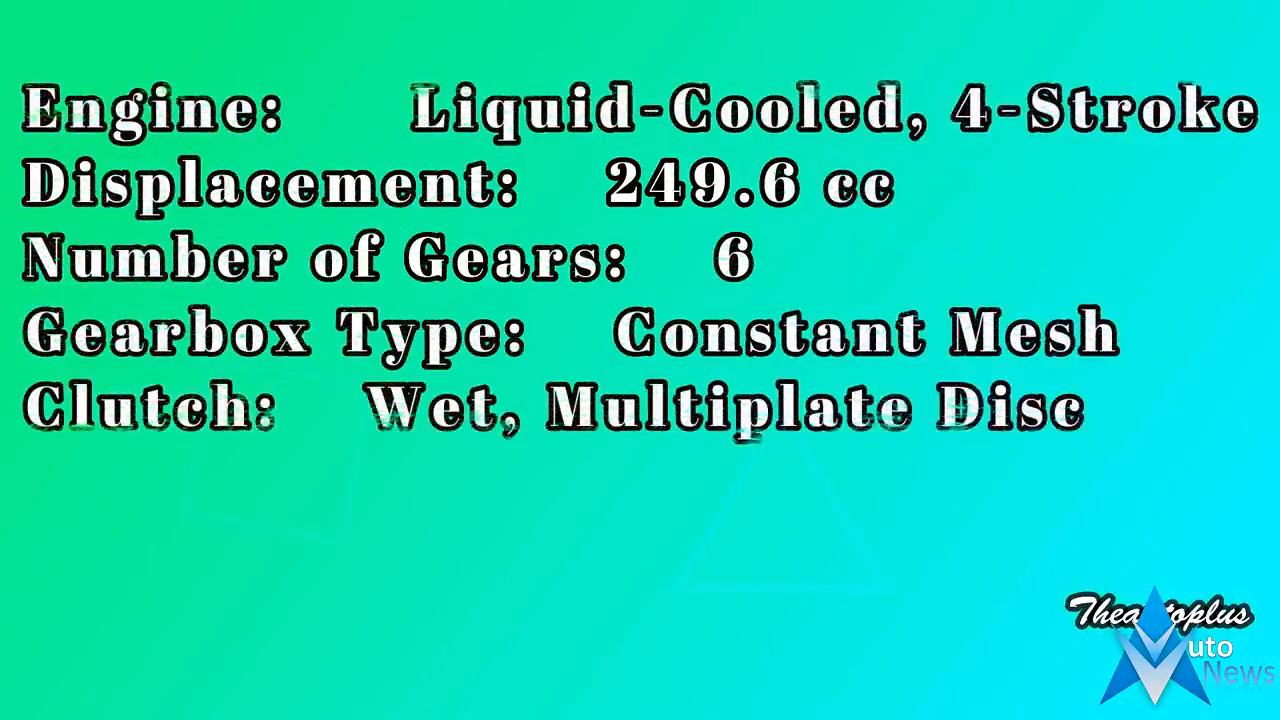 Engine: Liquid-Cooled, 4-Stroke
Displacement: 249.6 cc
Number of Gears: 6
Gearbox Type: Constant Mesh
Clutch: Wet, Multiplate Disc
Theautoplus
uto
News